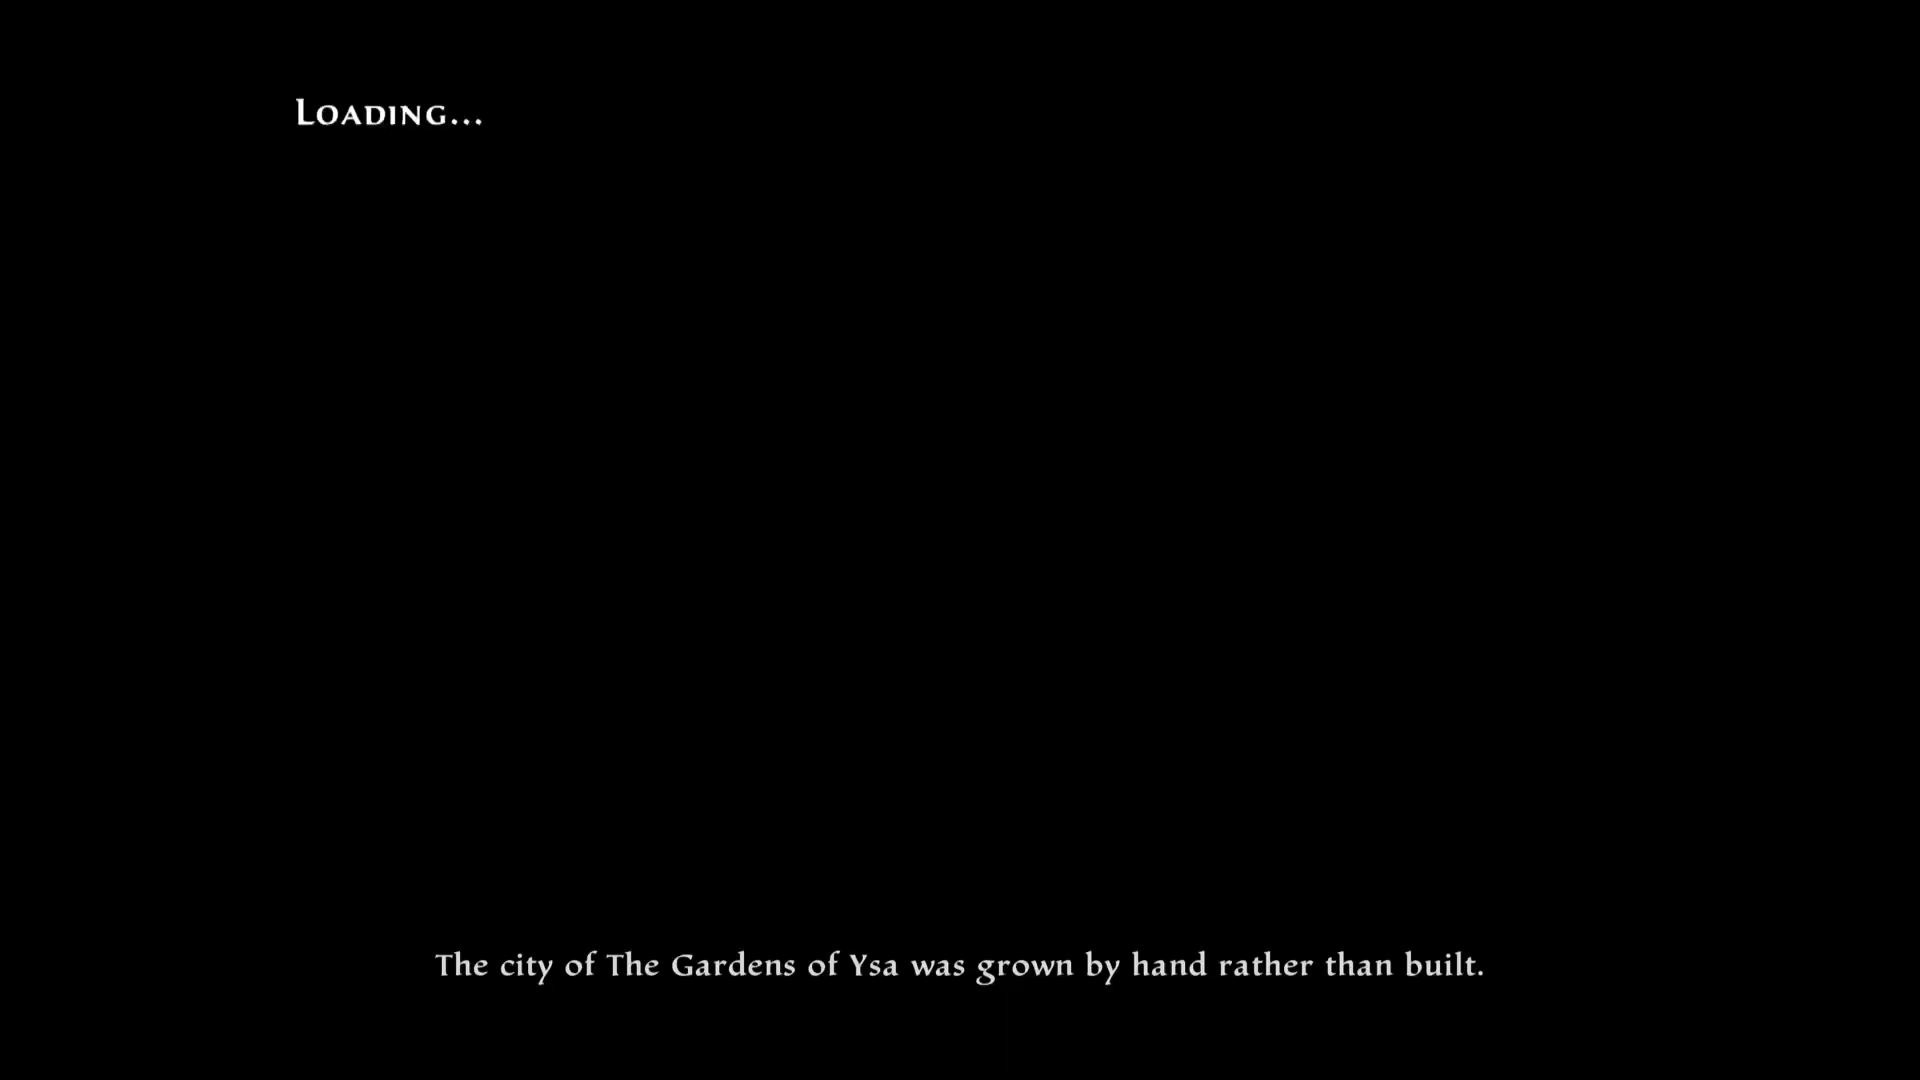 Loading...
The city of The Gardens of Ysa was grown by hand rather than built.